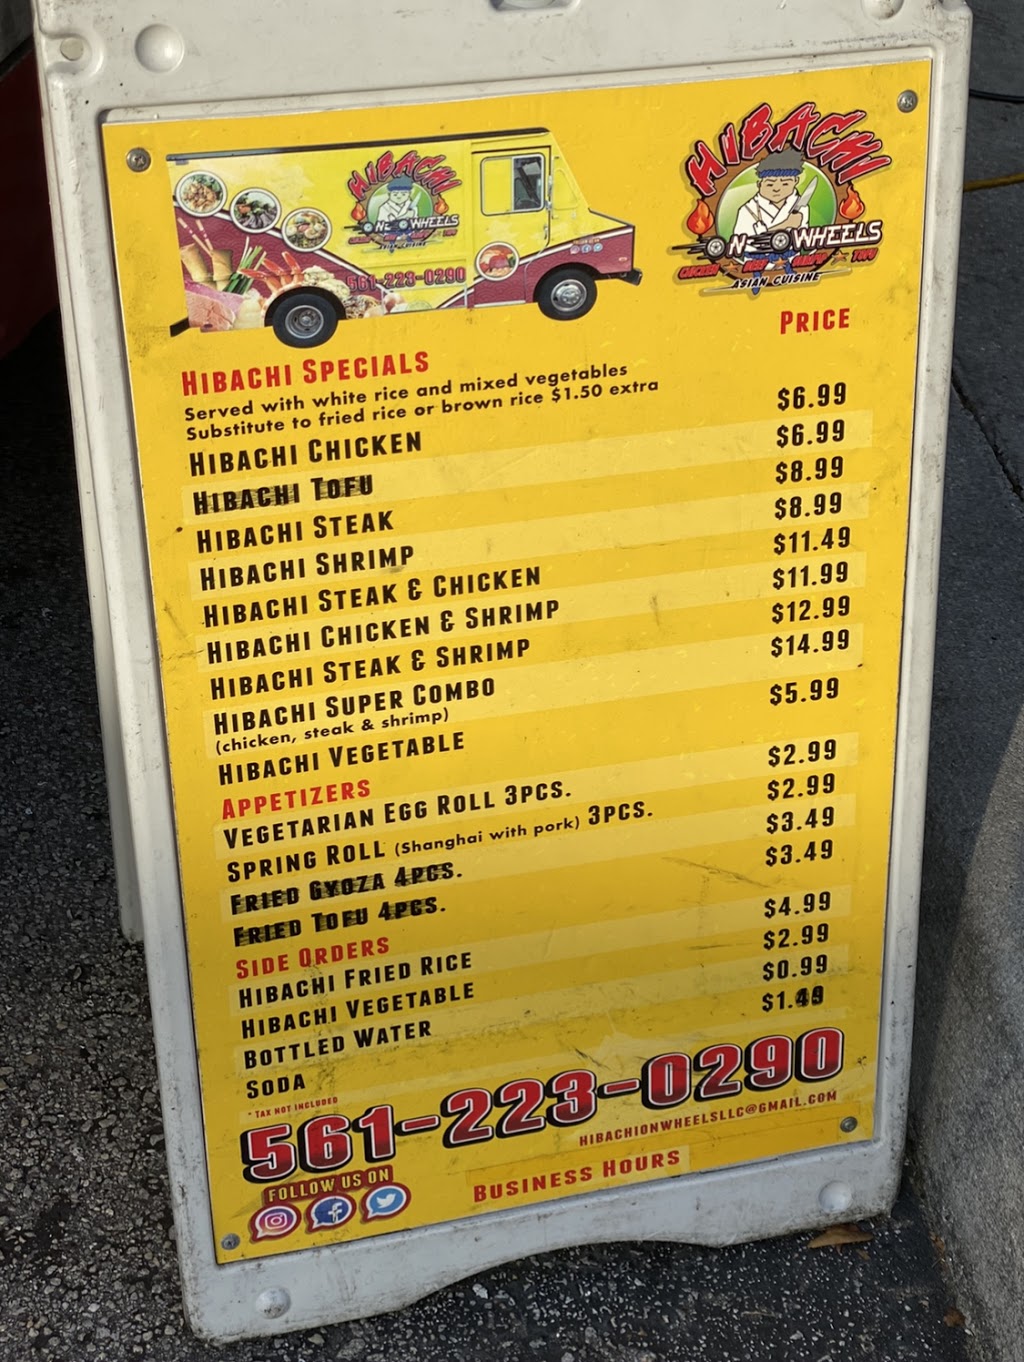 HIBACHI
ON WHEELS
561-223-0290
HIBACHI
ON WHEELS
CHICKEN BEEF SHRIMP TOFU
ASIAN CUISINE
PRICE
HIBACHI SPECIALS
Served with white rice and mixed vegetables
Substitute to fried rice or brown rice $1.50 extra
HIBACHI CHICKEN $6.99
HIBACHI TOFU $6.99
HIBACHI STEAK $8.99
HIBACHI SHRIMP $8.99
HIBACHI STEAK & CHICKEN $11.49
HIBACHI CHICKEN & SHRIMP $11.99
HIBACHI STEAK & SHRIMP $12.99
HIBACHI SUPER COMBO $14.99
(chicken, steak & shrimp)
HIBACHI VEGETABLE $5.99
APPETIZERS
VEGETARIAN EGG ROLL 3PCS. $2.99
SPRING ROLL (Shanghai with pork) 3PCS. $2.99
FRIED GYOZA 4PCS. $3.49
FRIED TOFU 4PCS. $3.49
SIDE ORDERS
HIBACHI FRIED RICE $4.99
HIBACHI VEGETABLE $2.99
BOTTLED WATER $0.99
SODA $1.49
* TAX NOT INCLUDED
561-223-0290
HIBACHIONWHEELSLLC@GMAIL.COM
FOLLOW US ON
BUSINESS HOURS